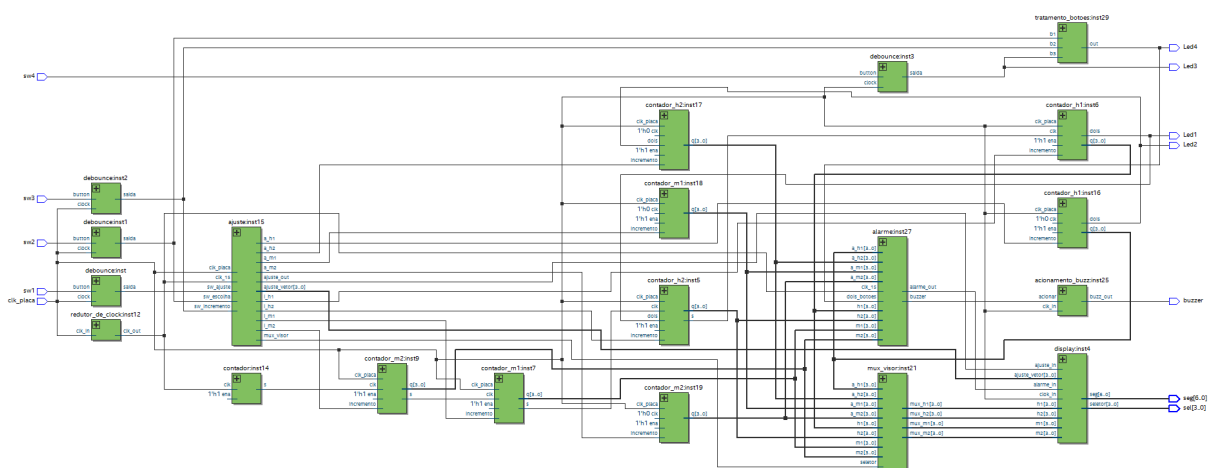 tratamento_botoes:inst29
b1
b2 out
b3
Led4
Led3
debounce:inst3
button saida
clock
sw4
contador_h2:inst17
clk_placa
1'h0 clk
dois q[3..0]
1'h1 ena
incremento
contador_h1:inst6
clk_placa
clk dois
1'h1 ena q[3..0]
incremento
Led1
Led2
debounce:inst2
button saida
clock
sw3
debounce:inst1
button saida
clock
sw2
debounce:inst
button saida
clock
sw1
clk_placa
redutor_de_clock:inst12
clk_in clk_out
ajuste:inst15
a_h1
a_h2
a_m1
a_m2
clk_placa ajuste_out
clk_1s ajuste_vetor[3..0]
sw_ajuste i_h1
sw_escolha i_h2
sw_incremento i_m1
i_m2
mux_visor
contador_m1:inst18
clk_placa
1'h0 clk q[3..0]
1'h1 ena
incremento
contador_h1:inst16
clk_placa
1'h0 clk dois
1'h1 ena q[3..0]
incremento
alarme:inst27
a_h1[3..0]
a_h2[3..0]
a_m1[3..0]
a_m2[3..0]
clk_1s alarme_out
dois_botoes buzzer
h1[3..0]
h2[3..0]
m1[3..0]
m2[3..0]
contador_h2:inst5
clk_placa
clk q[3..0]
dois s
1'h1 ena
incremento
acionamento_buzz:inst25
acionar buzz_out
clk_in
buzzer
contador:inst14
clk s
1'h1 ena
contador_m2:inst9
clk_placa
clk q[3..0]
1'h1 ena s
incremento
contador_m1:inst7
clk_placa
clk q[3..0]
1'h1 ena s
incremento
contador_m2:inst19
clk_placa
1'h0 clk q[3..0]
1'h1 ena
incremento
mux_visor:inst21
a_h1[3..0]
a_h2[3..0]
a_m1[3..0] mux_h1[3..0]
a_m2[3..0] mux_h2[3..0]
h1[3..0] mux_m1[3..0]
h2[3..0] mux_m2[3..0]
m1[3..0]
m2[3..0]
seletor
display:inst4
ajuste_in
ajuste_vetor[3..0]
alarme_in
clock_in seg[6..0]
h1[3..0] seletor[3..0]
h2[3..0]
m1[3..0]
m2[3..0]
seg[6..0]
sel[3..0]